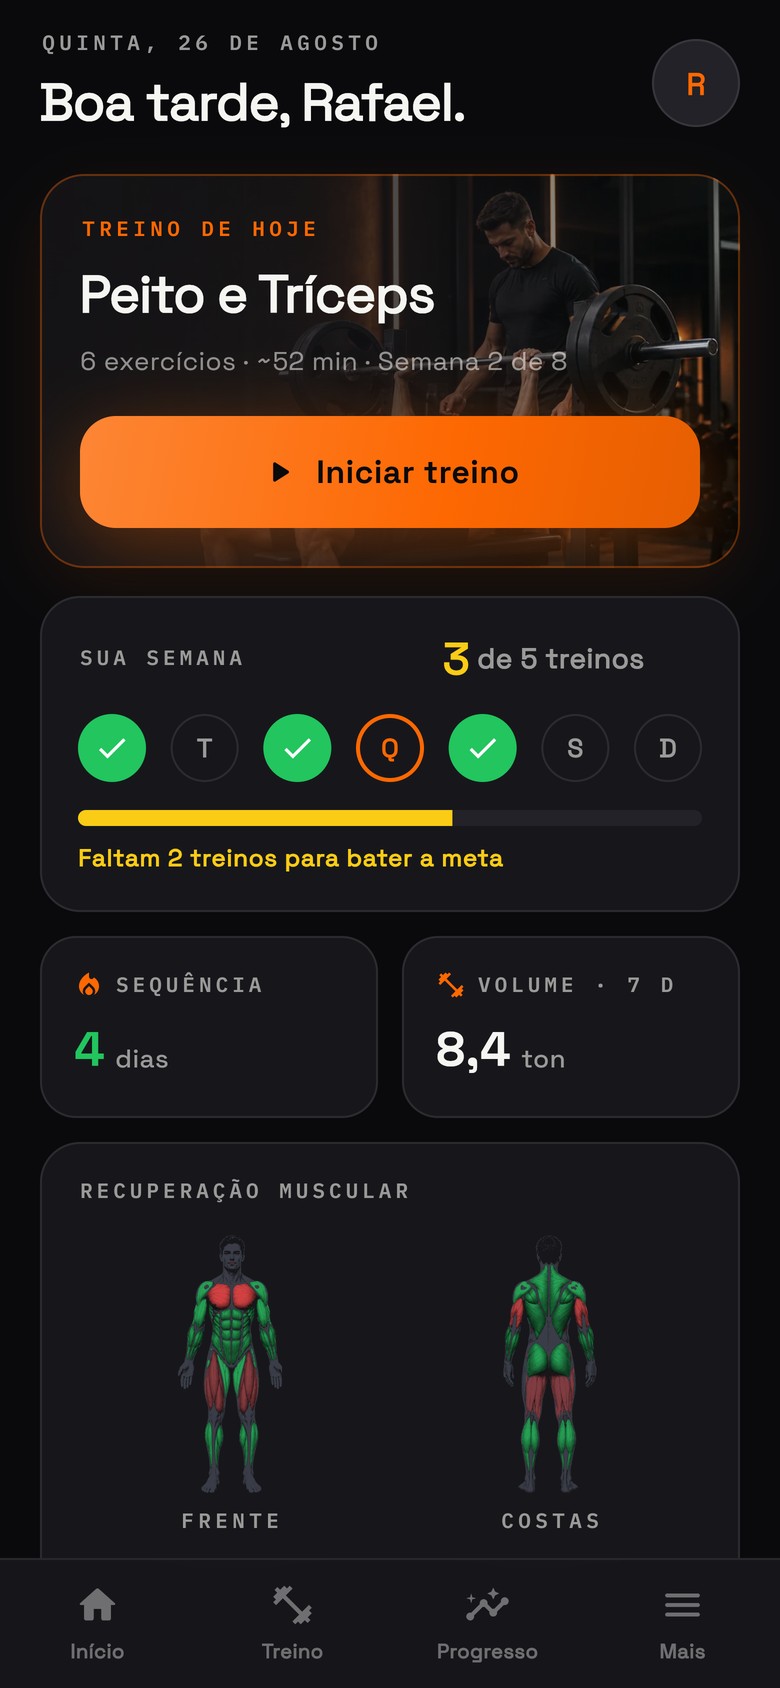 QUINTA, 26 DE AGOSTO
Boa tarde, Rafael.
R
TREINO DE HOJE
Peito e Tríceps
6 exercícios · ~52 min · Semana 2 de 8
Iniciar treino
SUA SEMANA
3 de 5 treinos
T Q S D
Faltam 2 treinos para bater a meta
SEQUÊNCIA
4 dias
VOLUME · 7 D
8,4 ton
RECUPERAÇÃO MUSCULAR
FRENTE
COSTAS
Início
Treino
Progresso
Mais